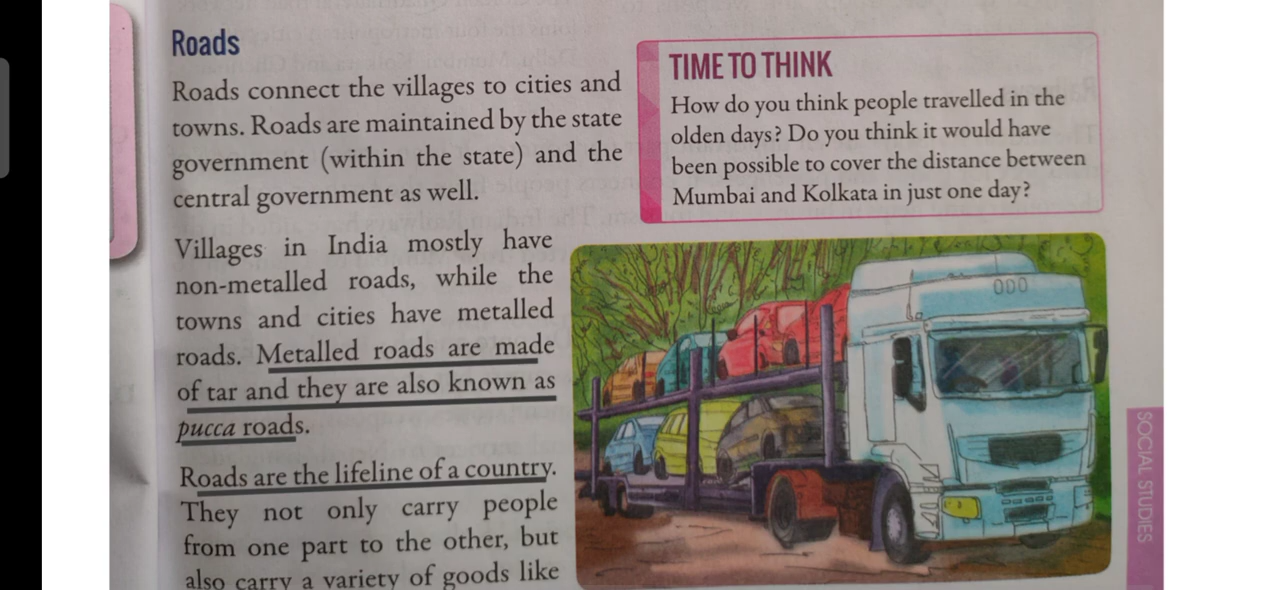 Roads
Roads connect the villages to cities and
towns. Roads are maintained by the state
government (within the state) and the
central government as well.
Villages in India mostly have
non-metalled roads, while the
towns and cities have metalled
roads. Metalled roads are made
of tar and they are also known as
pucca roads.
Roads are the lifeline of a country.
They not only carry people
from one part to the other, but
also carry a variety of goods like
TIME TO THINK
How do you think people travelled in the
olden days? Do you think it would have
been possible to cover the distance between
Mumbai and Kolkata in just one day?
SOCIAL STUDIES